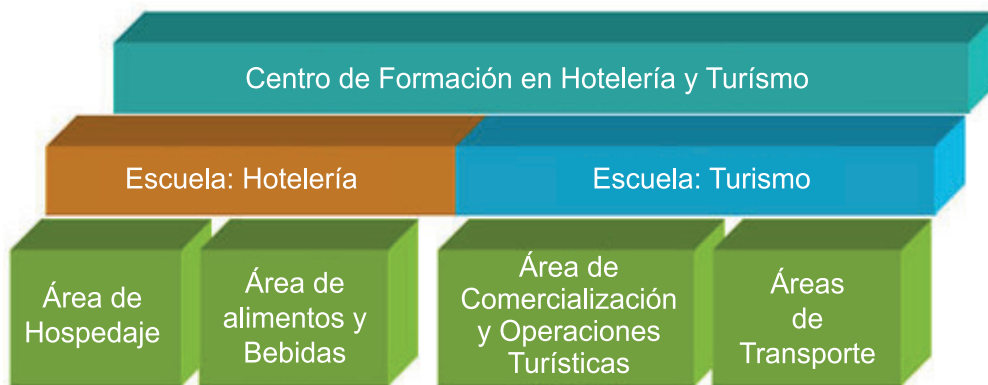 Centro de Formación en Hotelería y Turísmo
Escuela: Hotelería
Escuela: Turismo
Área de
Hospedaje
Área de
alimentos y
Bebidas
Área de
Comercialización
y Operaciones
Turísticas
Áreas
de
Transporte